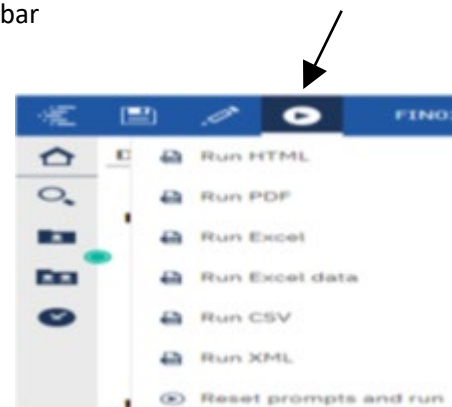 bar
FINO
Run HTML
Run PDF
Run Excel
Run Excel data
Run CSV
Run XML
Reset prompts and run